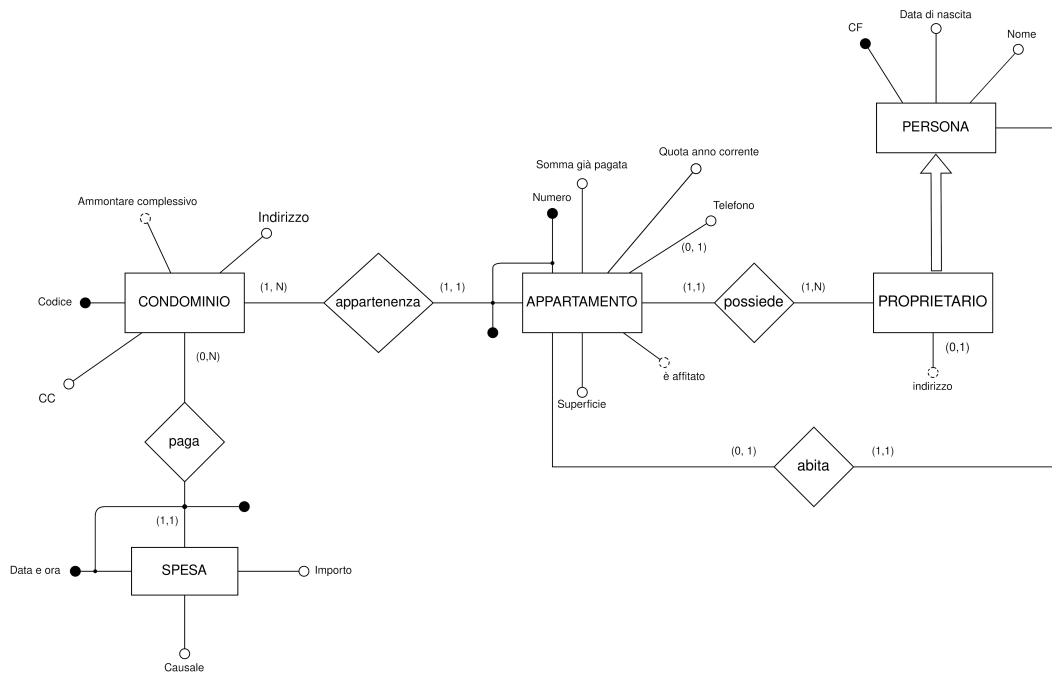 Data di nascita
CF
Nome
PERSONA
Quota anno corrente
Somma già pagata
Numero
Telefono
Ammontare complessivo
Indirizzo
(0, 1)
Codice
CONDOMINIO
(1, N)
appartenenza
(1, 1)
APPARTAMENTO
(1,1)
possiede
(1,N)
PROPRIETARIO
(0,N)
(0,1)
è affitato
indirizzo
CC
Superficie
paga
(0, 1)
abita
(1,1)
(1,1)
Data e ora
SPESA
Importo
Causale